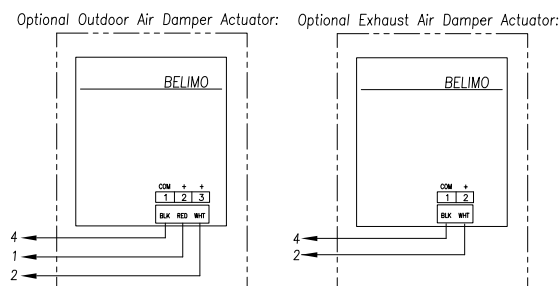 Optional Outdoor Air Damper Actuator:
BELIMO
COM + +
1 2 3
BLK RED WHT
4
1
2
Optional Exhaust Air Damper Actuator:
BELIMO
COM +
1 2
BLK WHT
4
2